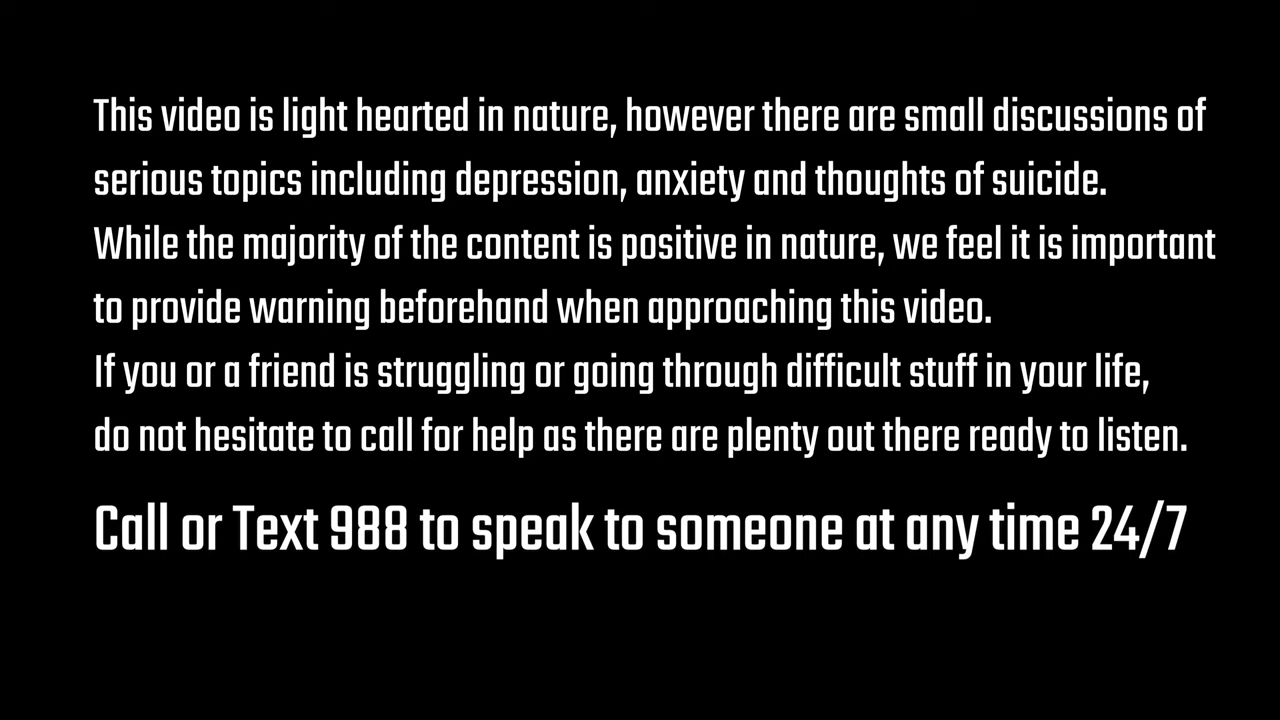 This video is light hearted in nature, however there are small discussions of
serious topics including depression, anxiety and thoughts of suicide.
While the majority of the content is positive in nature, we feel it is important
to provide warning beforehand when approaching this video.
If you or a friend is struggling or going through difficult stuff in your life,
do not hesitate to call for help as there are plenty out there ready to listen.
Call or Text 988 to speak to someone at any time 24/7